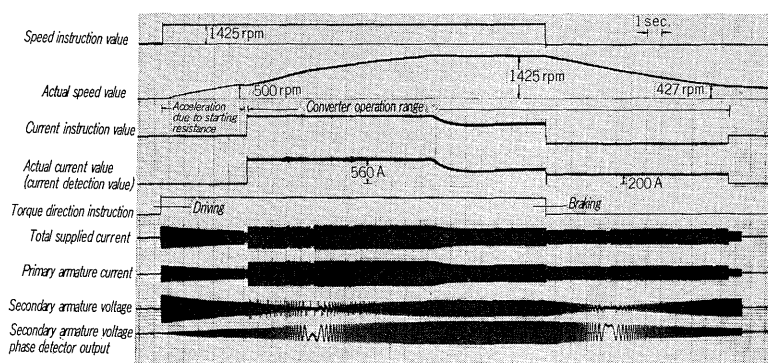 1 sec.
Speed instruction value
1425 rpm
Actual speed value
500 rpm
1425 rpm
427 rpm
Acceleration
due to starting
resistance
Converter operation range
Current instruction value
Actual current value
(current detection value)
560 A
200 A
Torque direction instruction
Driving
Braking
Total supplied current
Primary armature current
Secondary armature voltage
Secondary armature voltage
phase detector output